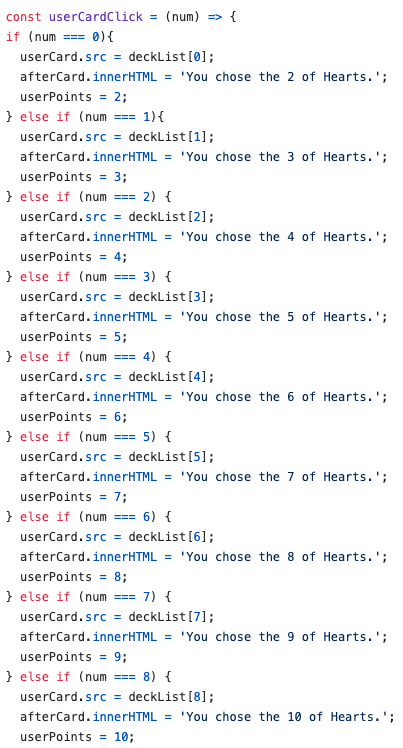 const userCardClick = (num) => {
if (num === 0){
  userCard.src = deckList[0];
  afterCard.innerHTML = 'You chose the 2 of Hearts.';
  userPoints = 2;
} else if (num === 1){
  userCard.src = deckList[1];
  afterCard.innerHTML = 'You chose the 3 of Hearts.';
  userPoints = 3;
} else if (num === 2) {
  userCard.src = deckList[2];
  afterCard.innerHTML = 'You chose the 4 of Hearts.';
  userPoints = 4;
} else if (num === 3) {
  userCard.src = deckList[3];
  afterCard.innerHTML = 'You chose the 5 of Hearts.';
  userPoints = 5;
} else if (num === 4) {
  userCard.src = deckList[4];
  afterCard.innerHTML = 'You chose the 6 of Hearts.';
  userPoints = 6;
} else if (num === 5) {
  userCard.src = deckList[5];
  afterCard.innerHTML = 'You chose the 7 of Hearts.';
  userPoints = 7;
} else if (num === 6) {
  userCard.src = deckList[6];
  afterCard.innerHTML = 'You chose the 8 of Hearts.';
  userPoints = 8;
} else if (num === 7) {
  userCard.src = deckList[7];
  afterCard.innerHTML = 'You chose the 9 of Hearts.';
  userPoints = 9;
} else if (num === 8) {
  userCard.src = deckList[8];
  afterCard.innerHTML = 'You chose the 10 of Hearts.';
  userPoints = 10;